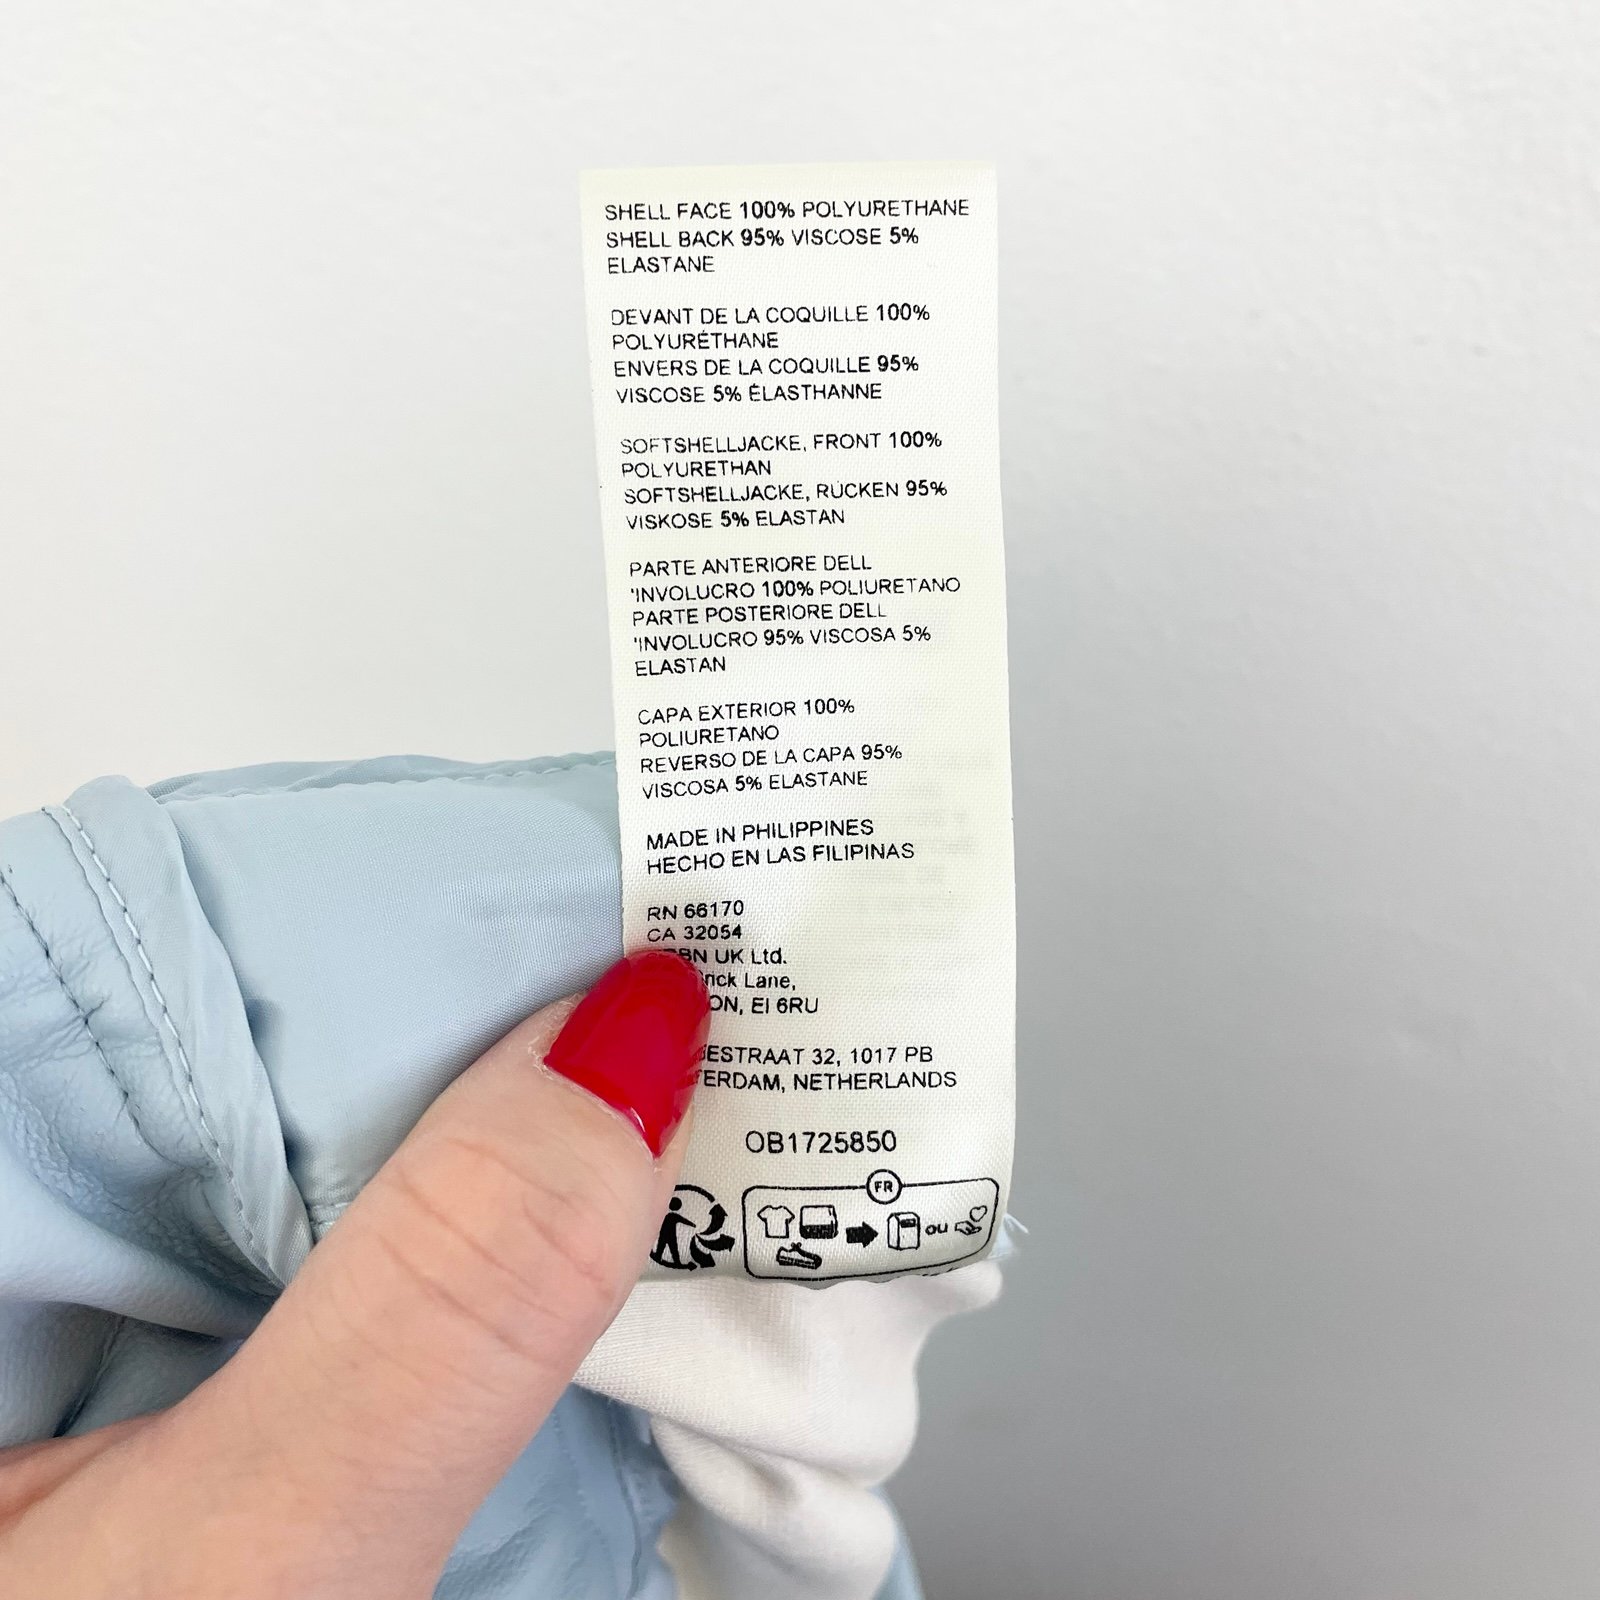 SHELL FACE 100% POLYURETHANE
SHELL BACK 95% VISCOSE 5%
ELASTANE
DEVANT DE LA COQUILLE 100%
POLYURÉTHANE
ENVERS DE LA COQUILLE 95%
VISCOSE 5% ÉLASTHANNE
SOFTSHELLJACKE, FRONT 100%
POLYURETHAN
SOFTSHELLJACKE, RÜCKEN 95%
VISKOSE 5% ELASTAN
PARTE ANTERIORE DELL
'INVOLUCRO 100% POLIURETANO
PARTE POSTERIORE DELL
'INVOLUCRO 95% VISCOSA 5%
ELASTAN
CAPA EXTERIOR 100%
POLIURETANO
REVERSO DE LA CAPA 95%
VISCOSA 5% ELASTANE
MADE IN PHILIPPINES
HECHO EN LAS FILIPINAS
RN 66170
CA 32054
UK Ltd.
Lane,
EI 6RU
32, 1017 PB
NETHERLANDS
OB1725850
FR
ou